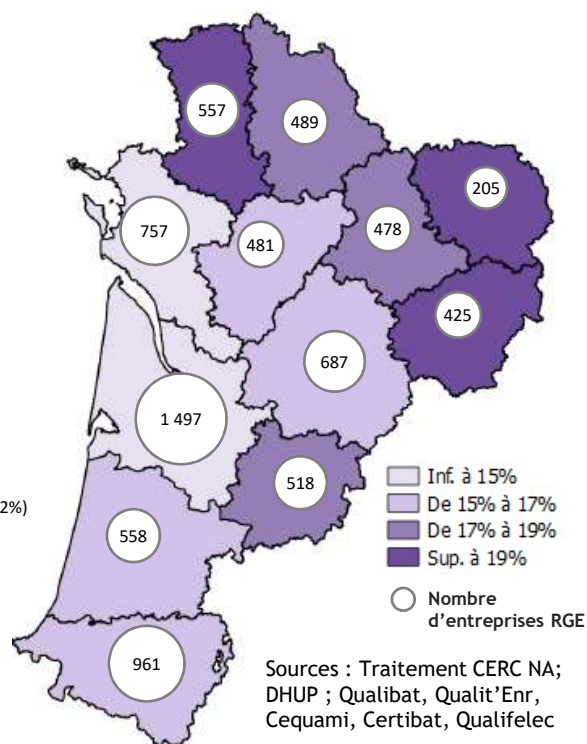 557
489
205
757
481
478
425
687
1 497
518
2%)
558
961
Inf. à 15%
De 15% à 17%
De 17% à 19%
Sup. à 19%
Nombre
d'entreprises RGE
Sources : Traitement CERC NA;
DHUP ; Qualibat, Qualit'Enr,
Cequami, Certibat, Qualifelec